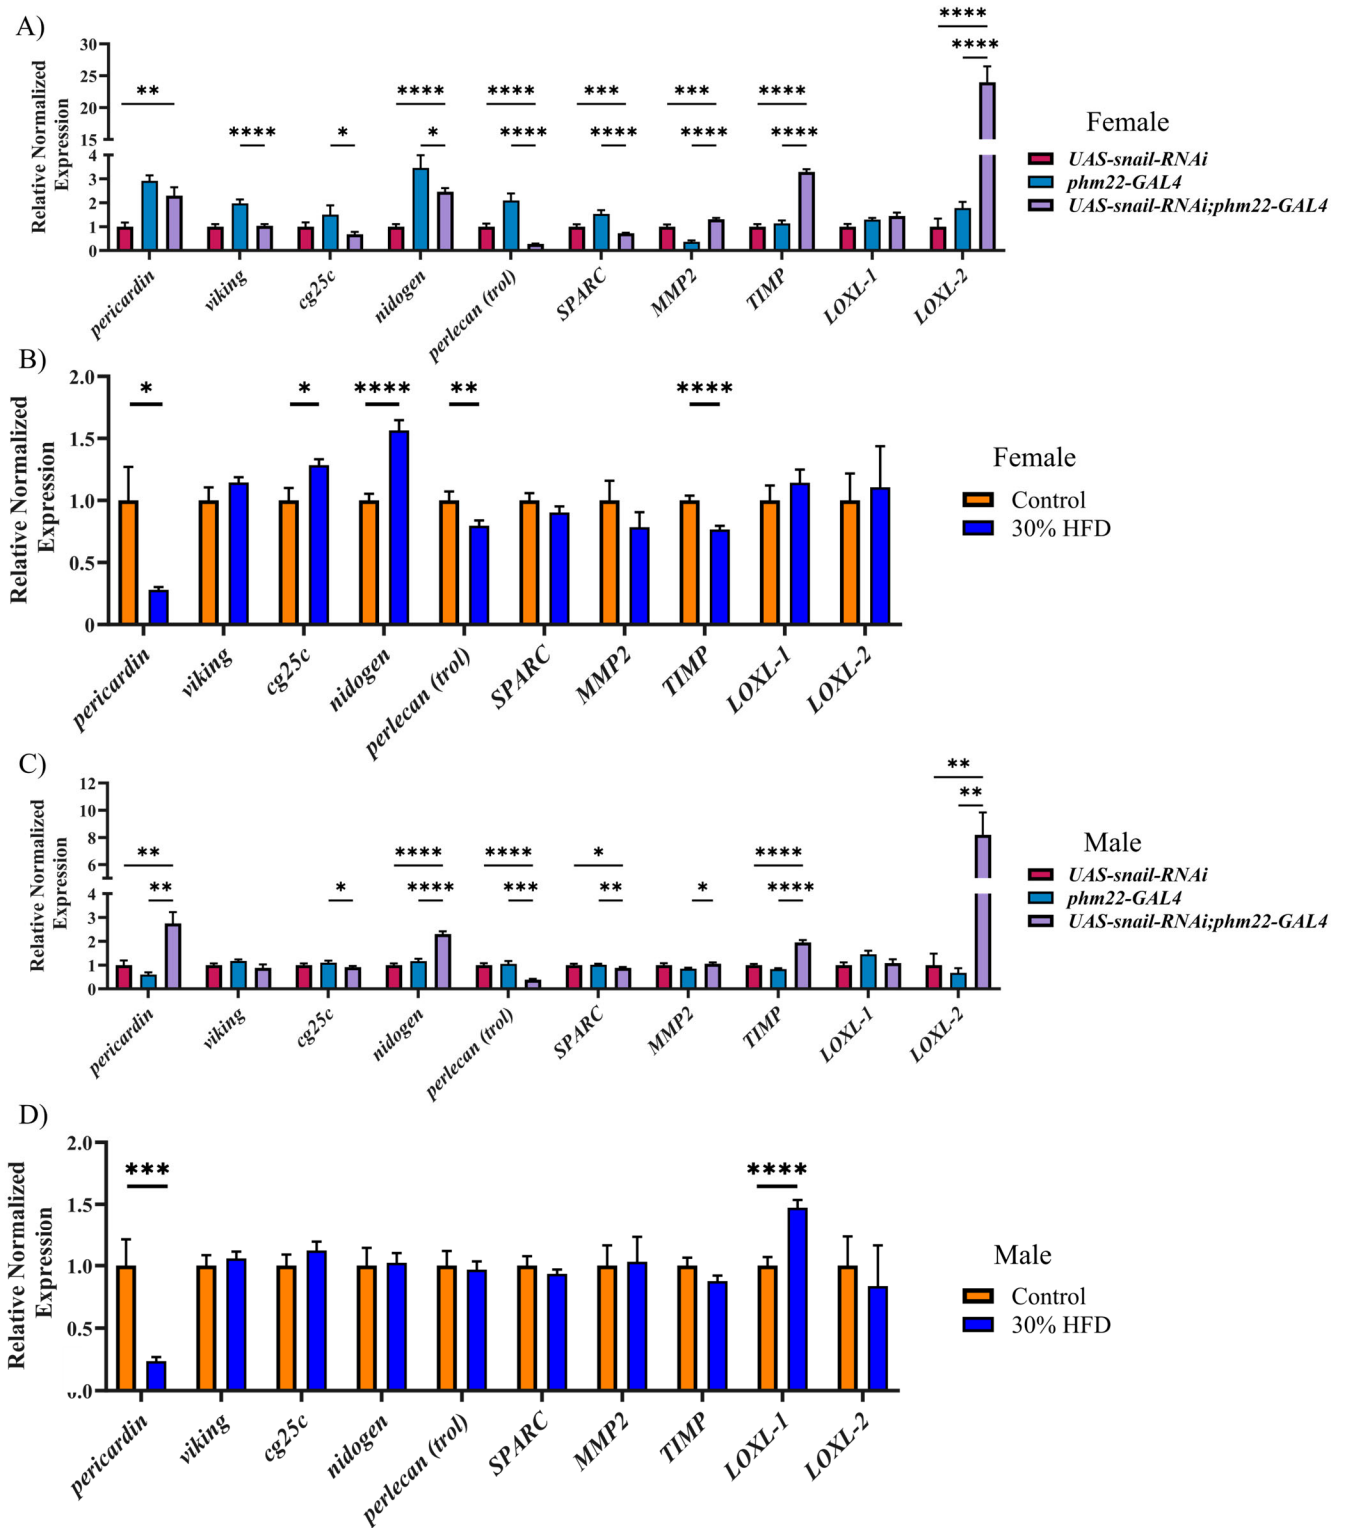 A)
Relative Normalized
Expression
30
25
20
15
4
3
2
1
0
** **** * **** * **** **** *** **** *** **** **** **** **** ****
pericardin viking cg25c nidogen perlecan (trol) SPARC MMP2 TIMP LOXL-1 LOXL-2
Female
UAS-snail-RNAi
phm22-GAL4
UAS-snail-RNAi;phm22-GAL4
B)
Relative Normalized
Expression
2.0
1.5
1.0
0.5
0
* * **** ** ****
pericardin viking cg25c nidogen perlecan (trol) SPARC MMP2 TIMP LOXL-1 LOXL-2
Female
Control
30% HFD
C)
Relative Normalized
Expression
12
10
8
6
4
3
2
1
0
** ** * **** **** **** *** * ** * **** **** ** **
pericardin viking cg25c nidogen perlecan (trol) SPARC MMP2 TIMP LOXL-1 LOXL-2
Male
UAS-snail-RNAi
phm22-GAL4
UAS-snail-RNAi;phm22-GAL4
D)
Relative Normalized
Expression
2.0
1.5
1.0
0.5
0.0
*** ****
pericardin viking cg25c nidogen perlecan (trol) SPARC MMP2 TIMP LOXL-1 LOXL-2
Male
Control
30% HFD